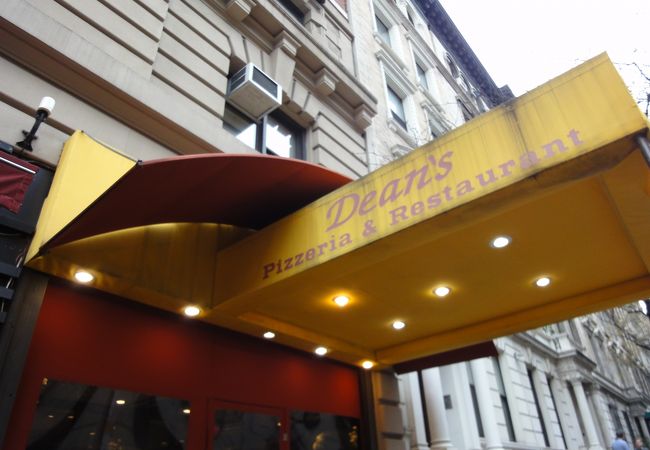 Dean's
Pizzeria & Restaurant